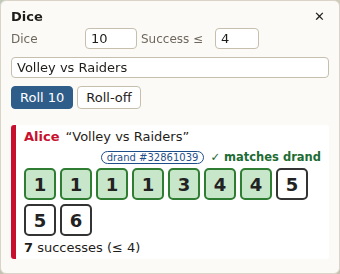 Dice ✕
Dice 10 Success ≤ 4
Volley vs Raiders
Roll 10 Roll-off
Alice “Volley vs Raiders”
drand #32861039 ✓ matches drand
1 1 1 1 3 4 4 5
5 6
7 successes (≤ 4)